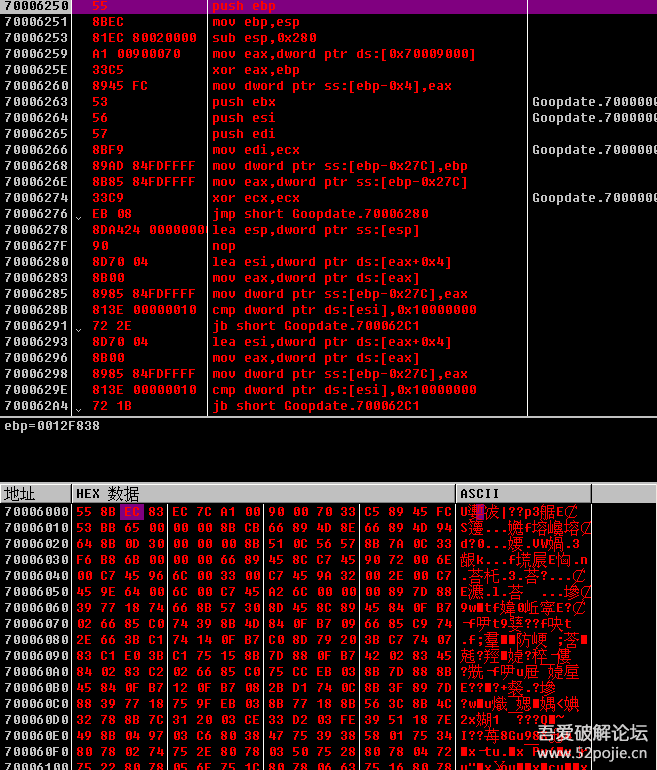 70006250 55 push ebp
70006251 8BEC mov ebp,esp
70006253 81EC 80020000 sub esp,0x280
70006259 A1 00900070 mov eax,dword ptr ds:[0x70009000]
7000625E 33C5 xor eax,ebp
70006260 8945 FC mov dword ptr ss:[ebp-0x4],eax
70006263 53 push ebx Goopdate.7000000
70006264 56 push esi Goopdate.7000000
70006265 57 push edi
70006266 8BF9 mov edi,ecx Goopdate.7000000
70006268 89AD 84FDFFFF mov dword ptr ss:[ebp-0x27C],ebp
7000626E 8B85 84FDFFFF mov eax,dword ptr ss:[ebp-0x27C]
70006274 33C9 xor ecx,ecx Goopdate.7000000
70006276 EB 08 jmp short Goopdate.70006280
70006278 8DA424 00000000 lea esp,dword ptr ss:[esp]
7000627F 90 nop
70006280 8D70 04 lea esi,dword ptr ds:[eax+0x4]
70006283 8B00 mov eax,dword ptr ds:[eax]
70006285 8985 84FDFFFF mov dword ptr ss:[ebp-0x27C],eax
7000628B 813E 00000010 cmp dword ptr ds:[esi],0x10000000
70006291 72 2E jb short Goopdate.700062C1
70006293 8D70 04 lea esi,dword ptr ds:[eax+0x4]
70006296 8B00 mov eax,dword ptr ds:[eax]
70006298 8985 84FDFFFF mov dword ptr ss:[ebp-0x27C],eax
7000629E 813E 00000010 cmp dword ptr ds:[esi],0x10000000
700062A4 72 1B jb short Goopdate.700062C1
ebp=0012F838
地址 HEX 数据 ASCII
70006000 55 8B EC 83 EC 7C A1 00 90 00 70 33 C5 89 45 FC
70006010 53 BB 65 00 00 00 8B CB 66 89 4D 8E 66 89 4D 94
70006020 64 8B 0D 30 00 00 00 8B 51 0C 56 57 8B 7A 0C 33
70006030 F6 B8 6B 00 00 00 66 89 45 8C C7 45 90 72 00 6E
70006040 00 C7 45 96 6C 00 33 00 C7 45 9A 32 00 2E 00 C7
70006050 45 9E 64 00 6C 00 C7 45 A2 6C 00 00 00 89 7D 88
70006060 39 77 18 74 66 8B 57 30 8D 45 8C 89 45 84 0F B7
70006070 02 66 85 C0 74 39 8B 4D 84 0F B7 09 66 85 C9 74
70006080 2E 66 3B C1 74 14 0F B7 C0 8D 79 20 3B C7 74 07
70006090 83 C1 E0 3B C1 75 15 8B 7D 88 0F B7 42 02 83 45
700060A0 84 02 83 C2 02 66 85 C0 75 CC EB 03 8B 7D 88 8B
700060B0 45 84 0F B7 12 0F B7 08 2B D1 74 0C 8B 3F 89 7D
700060C0 88 39 77 18 75 9F EB 03 8B 77 18 8B 56 3C 8B 4C
700060D0 32 78 8B 7C 31 20 03 CE 33 D2 03 FE 39 51 18 7E
700060E0 49 8B 04 97 03 C6 80 38 47 75 39 38 58 01 75 34
700060F0 80 78 02 74 75 2E 80 78 03 50 75 28 80 78 04 72
70006100 75 22 80 78 05 6F 75 1C 80 78 06 63 75 16 80 78
吾爱破解论坛
www.52pojie.cn